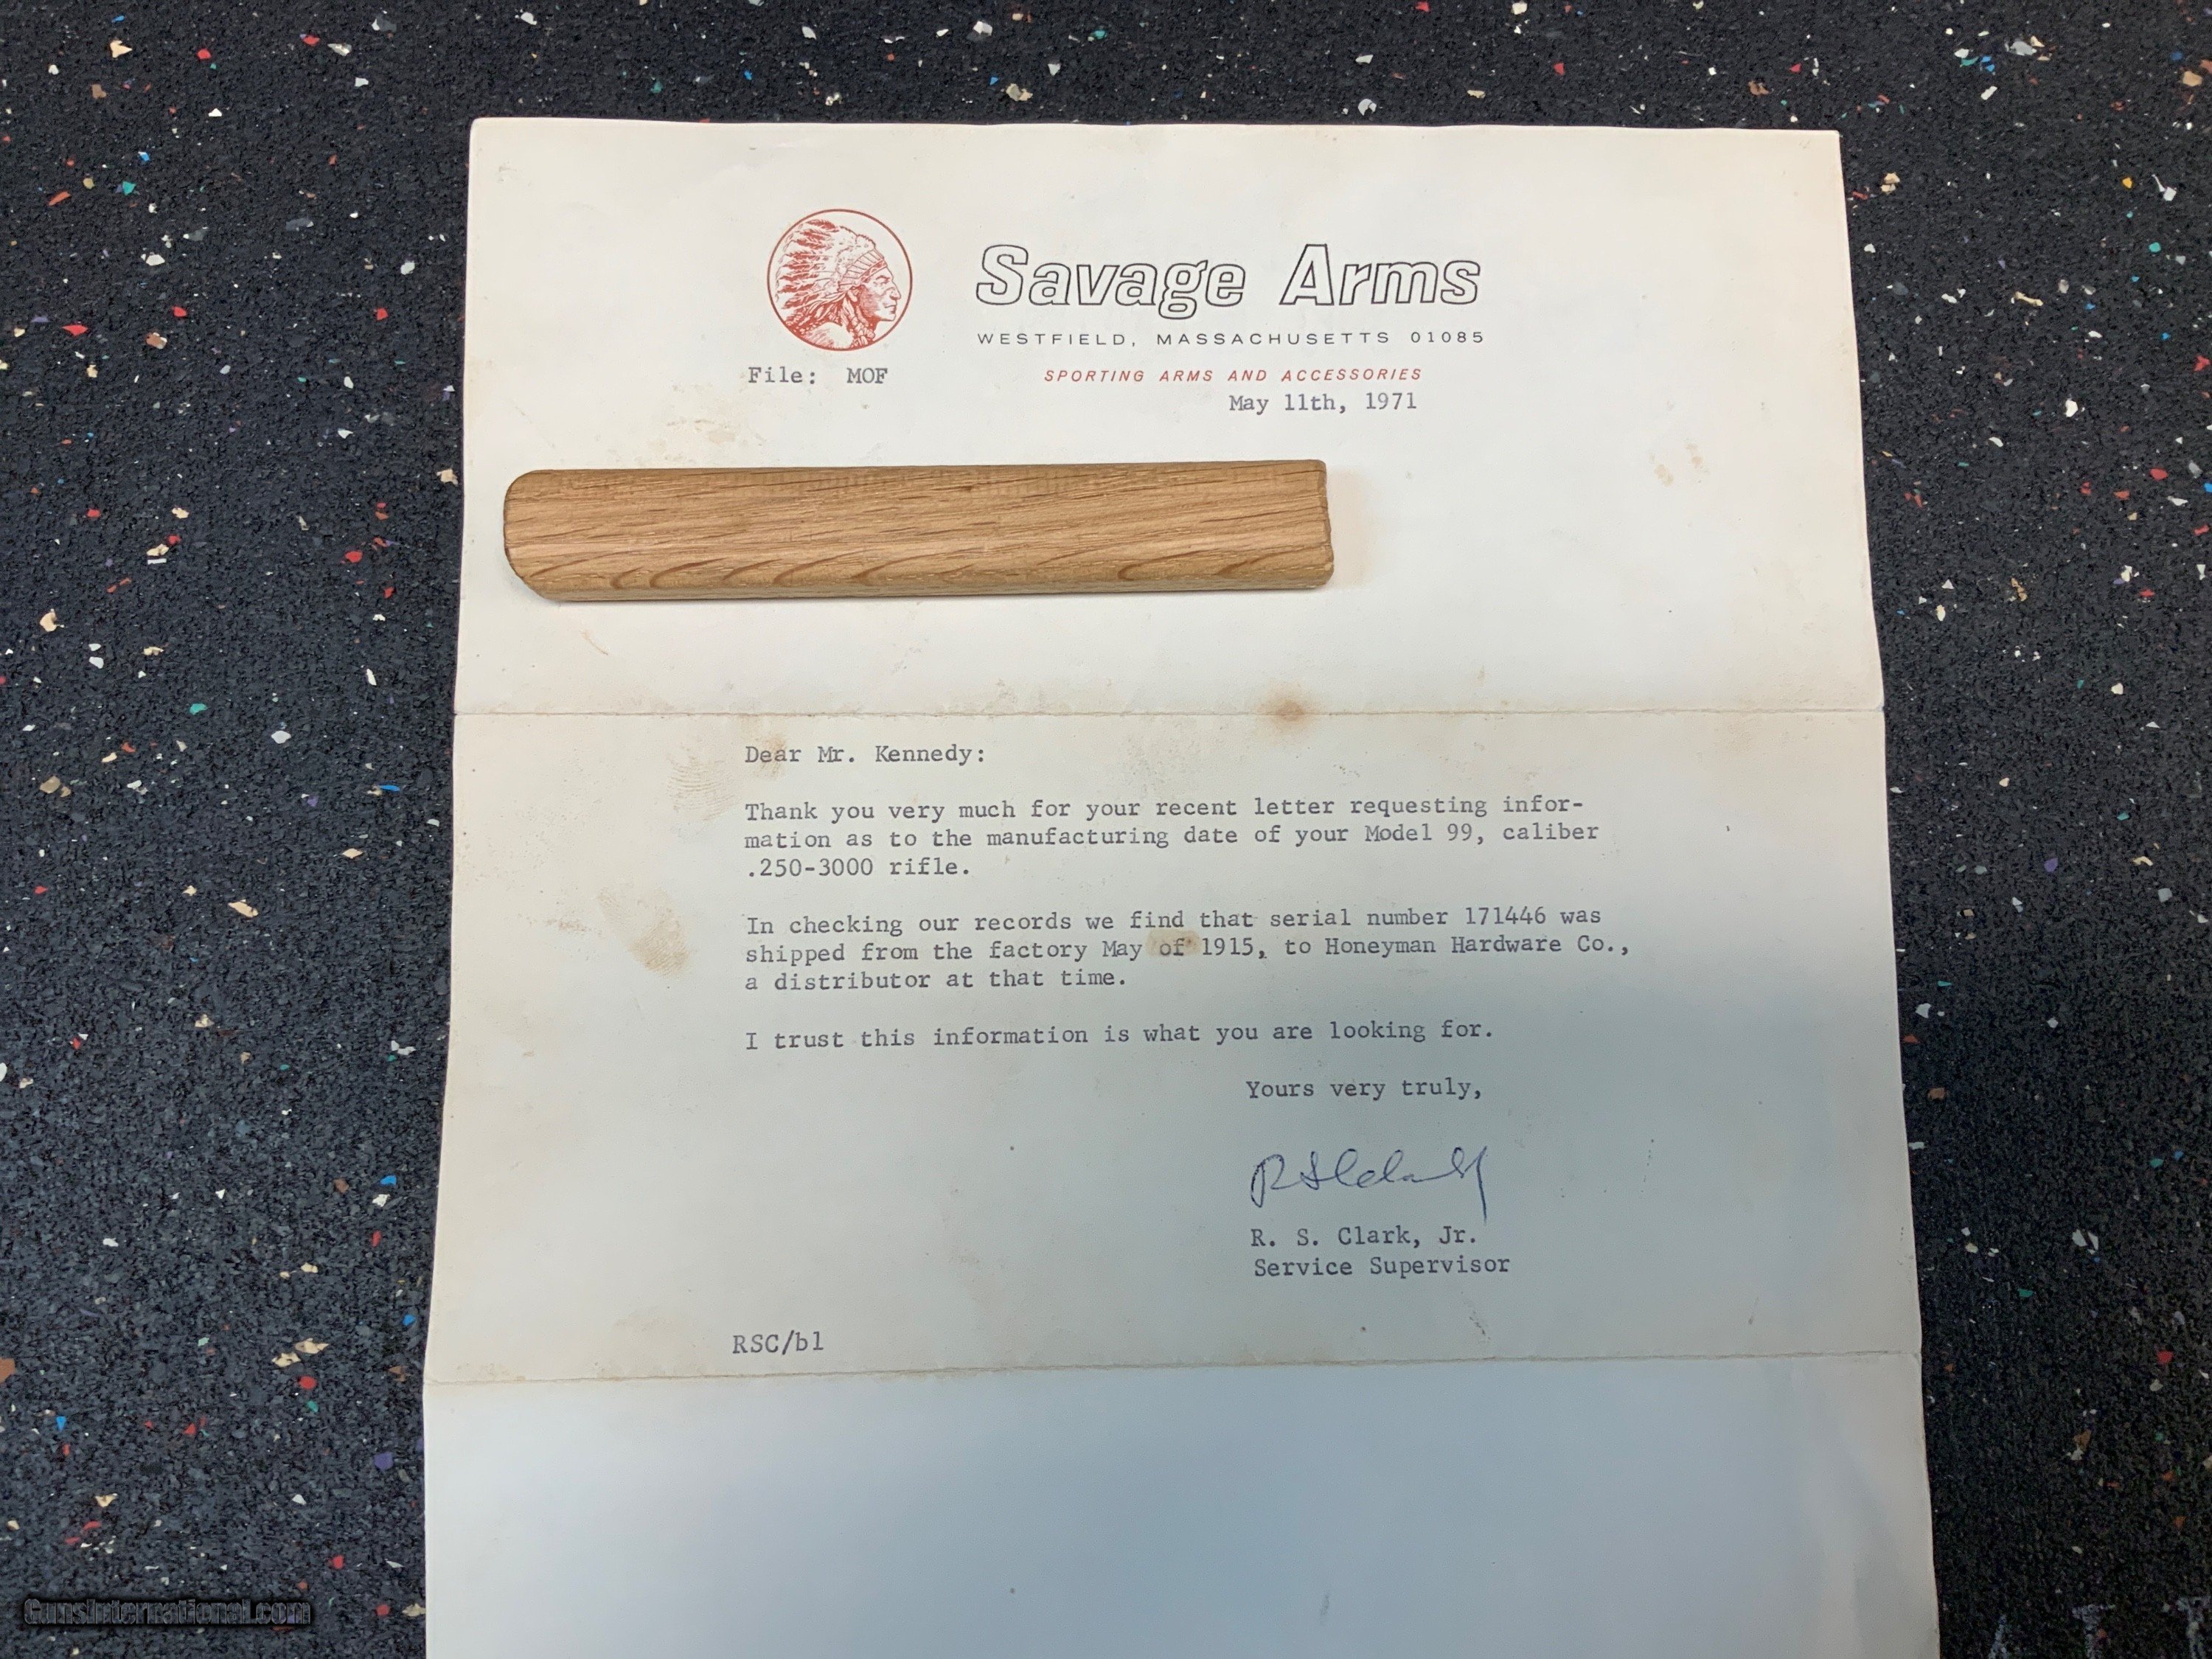 Savage Arms
WESTFIELD, MASSACHUSETTS 01085
SPORTING ARMS AND ACCESSORIES
File: MOF
May 11th, 1971
Dear Mr. Kennedy:
Thank you very much for your recent letter requesting infor-
mation as to the manufacturing date of your Model 99, caliber
.250-3000 rifle.
In checking our records we find that serial number 171446 was
shipped from the factory May of 1915, to Honeyman Hardware Co.,
a distributor at that time.
I trust this information is what you are looking for.
Yours very truly,
R. S. Clark, Jr.
Service Supervisor
RSC/bl
GunsInternational.com